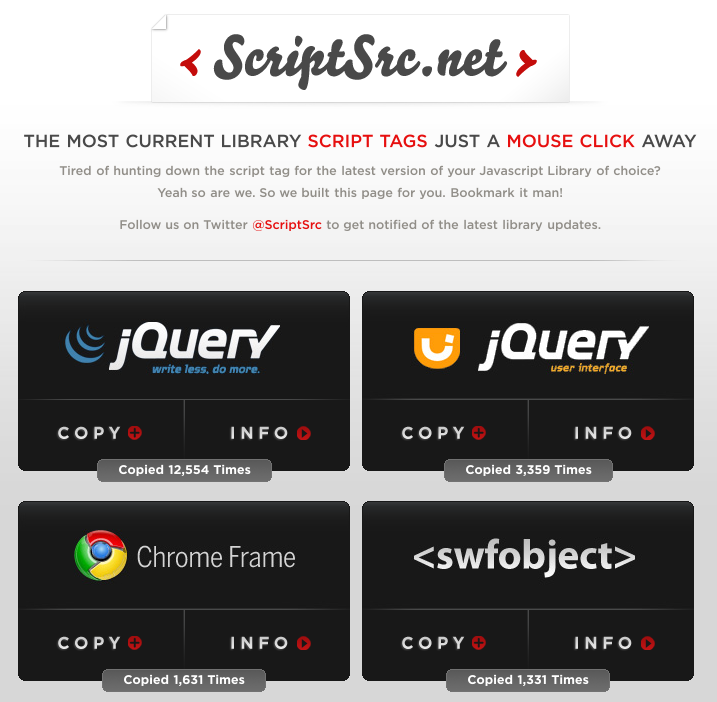 ScriptSrc.net
THE MOST CURRENT LIBRARY SCRIPT TAGS JUST A MOUSE CLICK AWAY
Tired of hunting down the script tag for the latest version of your Javascript Library of choice?
Yeah so are we. So we built this page for you. Bookmark it man!
Follow us on Twitter @ScriptSrc to get notified of the latest library updates.
jQuery
write less, do more.
COPY
INFO
Copied 12,554 Times
jQuery
user interface
COPY
INFO
Copied 3,359 Times
Chrome Frame
COPY
INFO
Copied 1,631 Times
<swfobject>
COPY
INFO
Copied 1,331 Times